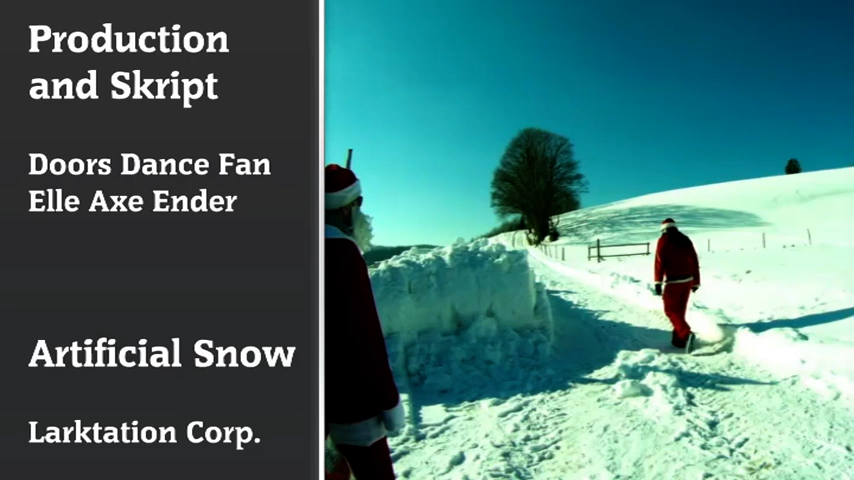 Production
and Skript
Doors Dance Fan
Elle Axe Ender
Artificial Snow
Larktation Corp.